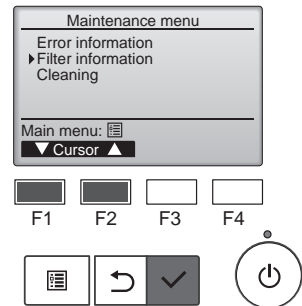 Maintenance menu
Error information
Filter information
Cleaning
Main menu:
Cursor
F1 F2 F3 F4